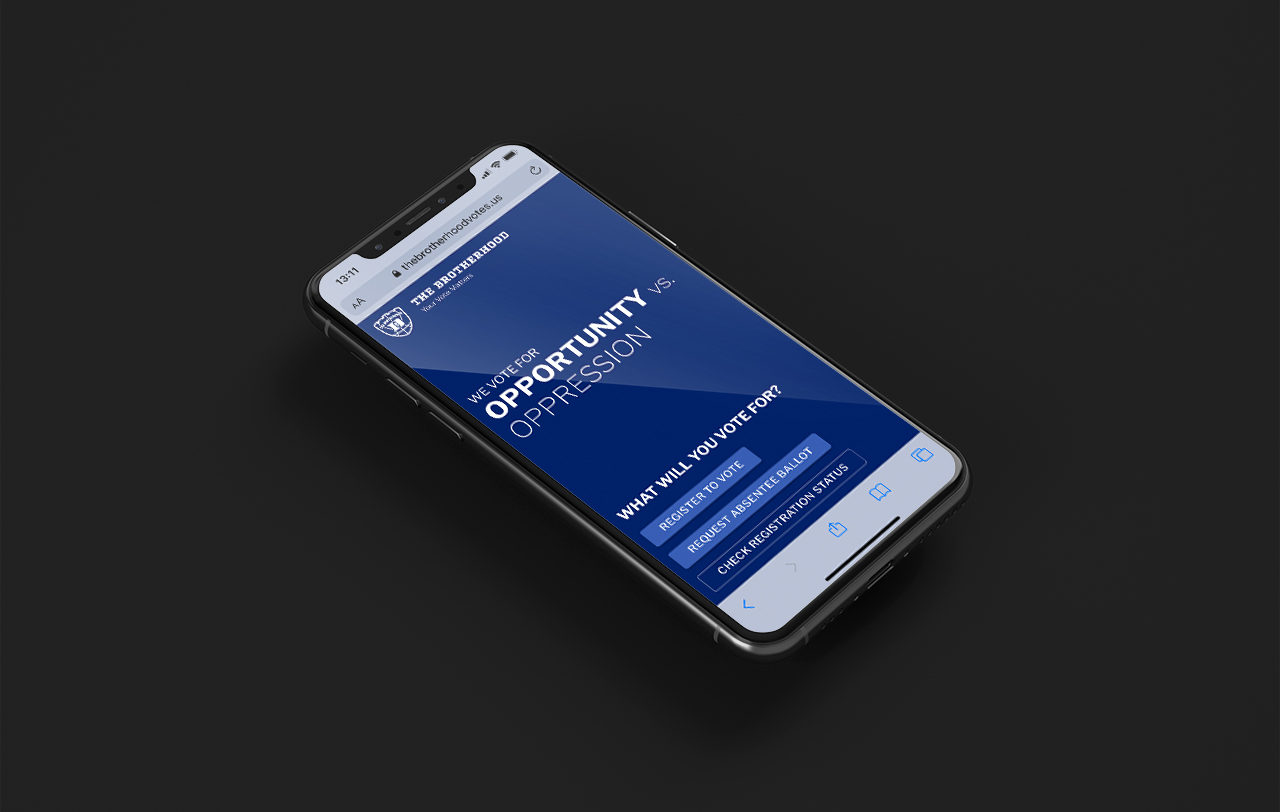 13:11
AA
thebrotherhoodvotes.us
THE BROTHERHOOD
Your Vote Matters
WE VOTE FOR
OPPORTUNITY VS.
OPPRESSION
WHAT WILL YOU VOTE FOR?
REGISTER TO VOTE
REQUEST ABSENTEE BALLOT
CHECK REGISTRATION STATUS